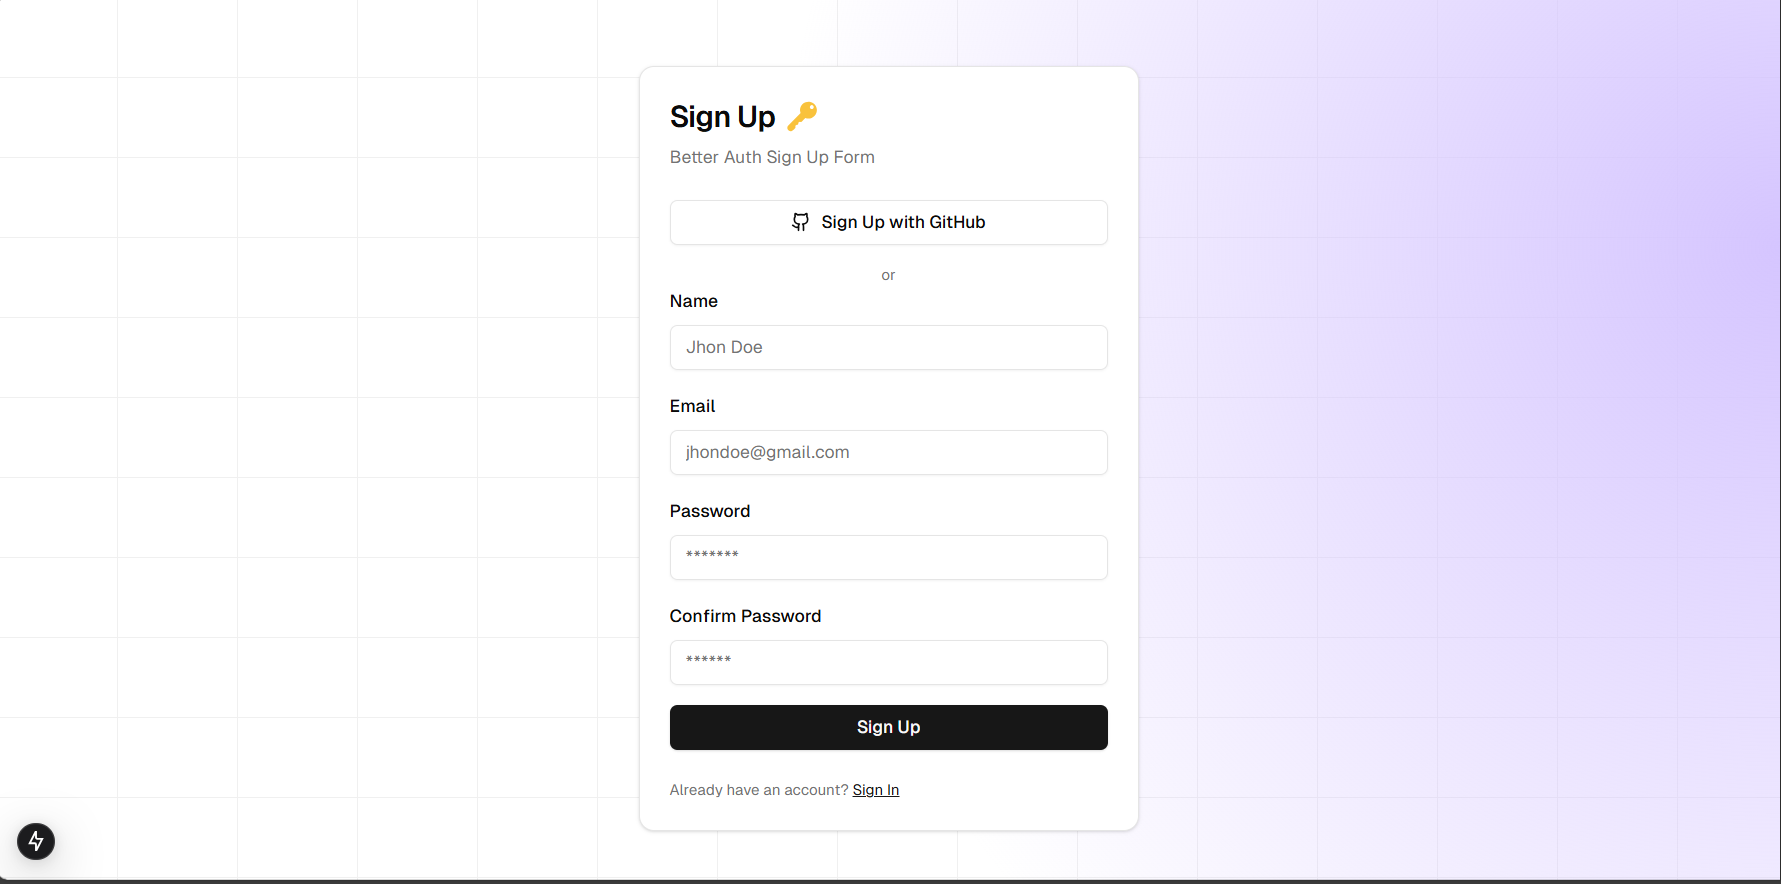 Sign Up 🔑
Better Auth Sign Up Form
Sign Up with GitHub
or
Name
Jhon Doe
Email
jhondoe@gmail.com
Password
*******
Confirm Password
******
Sign Up
Already have an account? Sign In